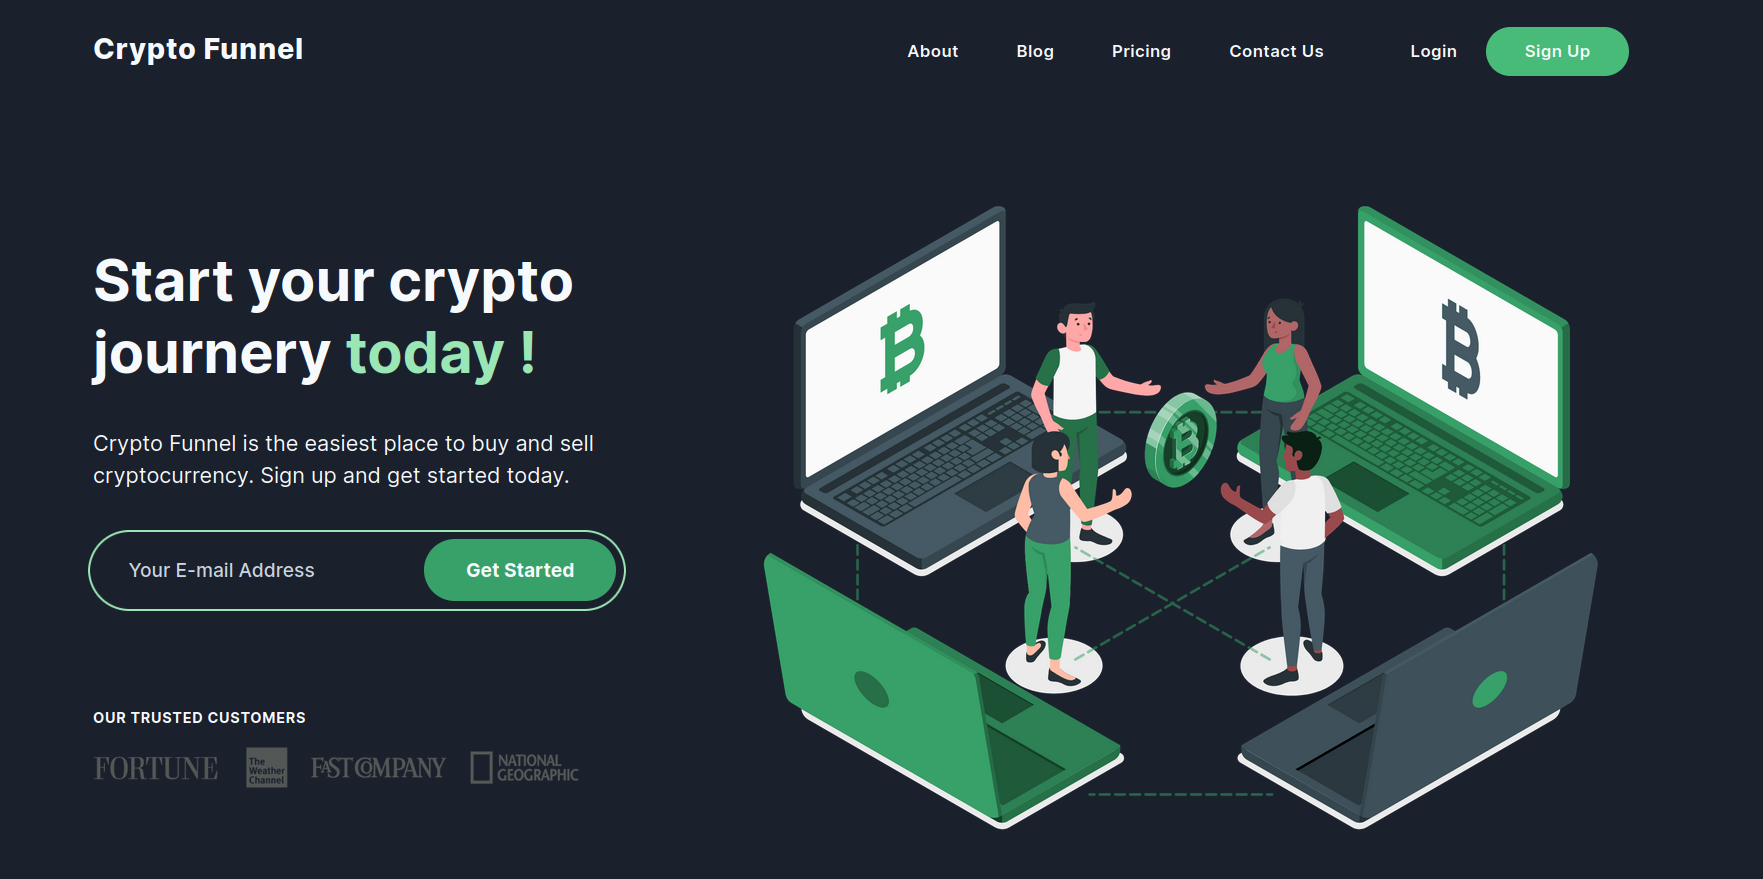 Crypto Funnel
About Blog Pricing Contact Us Login Sign Up
Start your crypto
journery today !
Crypto Funnel is the easiest place to buy and sell
cryptocurrency. Sign up and get started today.
Your E-mail Address Get Started
OUR TRUSTED CUSTOMERS
FORTUNE
The
Weather
Channel
FAST COMPANY
NATIONAL
GEOGRAPHIC